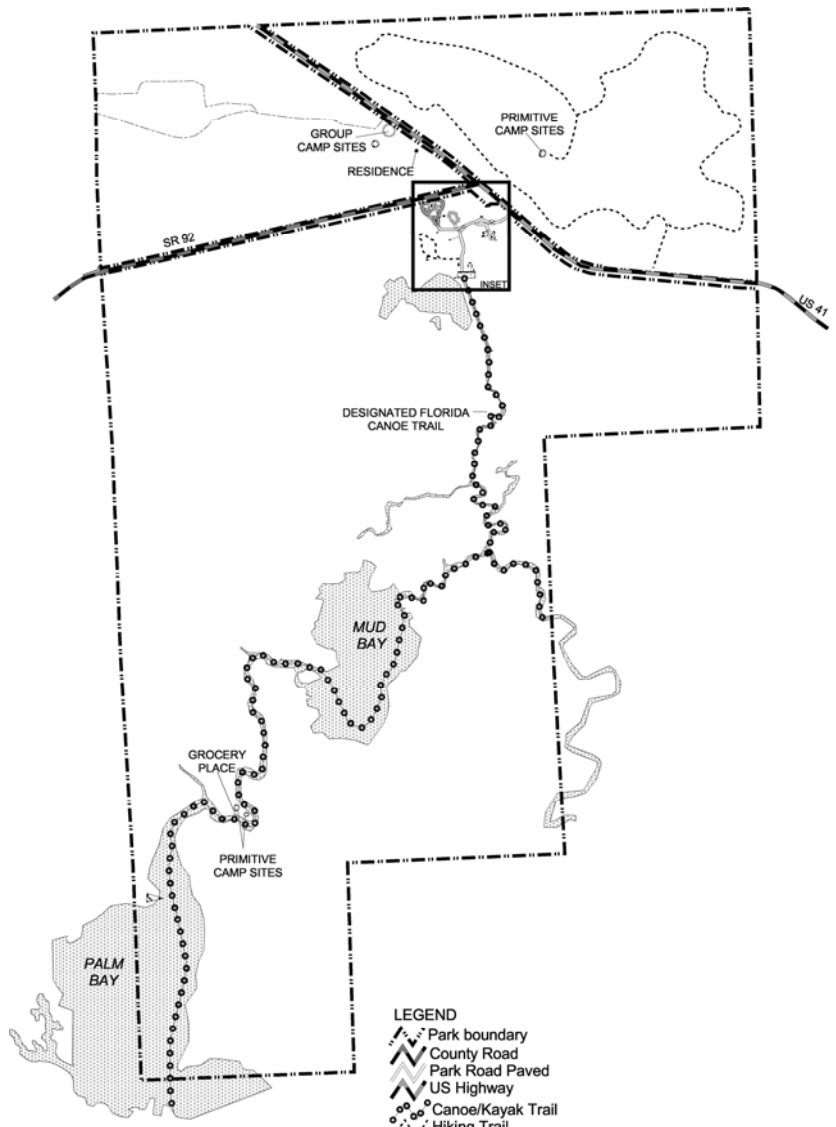 PRIMITIVE
CAMP SITES
GROUP
CAMP SITES
RESIDENCE
SR 92
INSET
US 41
DESIGNATED FLORIDA
CANOE TRAIL
MUD
BAY
GROCERY
PLACE
PRIMITIVE
CAMP SITES
PALM
BAY
LEGEND
Park boundary
County Road
Park Road Paved
US Highway
Canoe/Kayak Trail
Hiking Trail